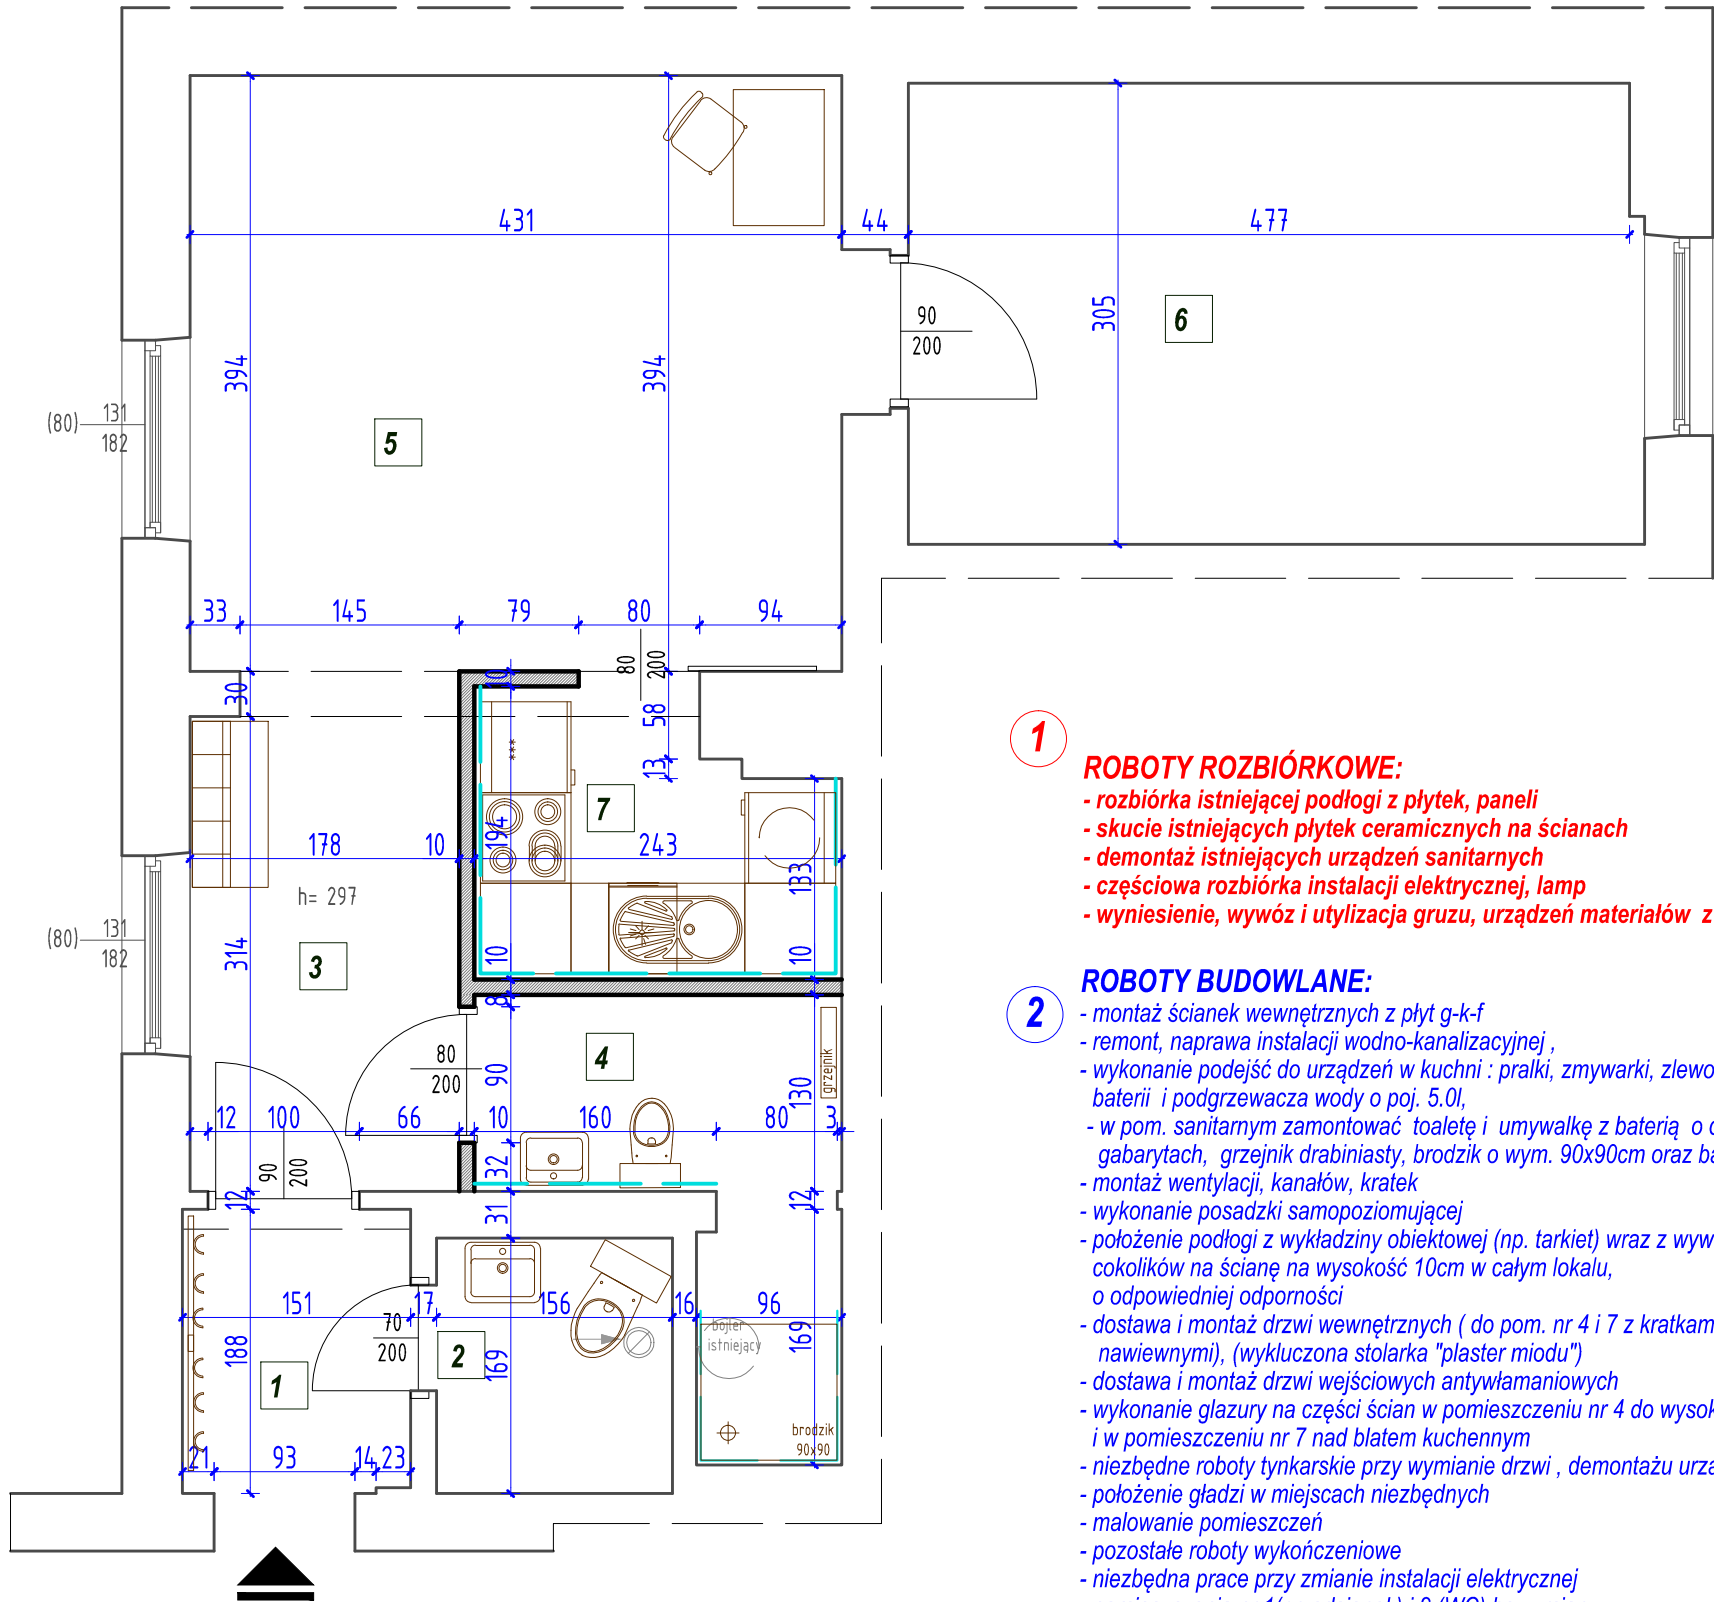 431
44
477
90
200
305
6
394
394
(80)
131
182
5
33
145
79
80
94
80
200
30
10
58
13
***
7
194
178
10
243
133
h= 297
(80)
131
182
314
3
10
10
8
4
80
200
90
grzejnik
130
12
100
66
10
160
80
3
90
200
32
12
12
31
151
17
156
16
96
70
200
bojler
istniejący
169
188
2
169
1
brodzik
90x90
21
93
14
23
1
ROBOTY ROZBIÓRKOWE:
- rozbiórka istniejącej podłogi z płytek, paneli
- skucie istniejących płytek ceramicznych na ścianach
- demontaż istniejących urządzeń sanitarnych
- częściowa rozbiórka instalacji elektrycznej, lamp
- wyniesienie, wywóz i utylizacja gruzu, urządzeń materiałów z
2
ROBOTY BUDOWLANE:
- montaż ścianek wewnętrznych z płyt g-k-f
- remont, naprawa instalacji wodno-kanalizacyjnej ,
- wykonanie podejść do urządzeń w kuchni : pralki, zmywarki, zlewo
baterii i podgrzewacza wody o poj. 5.0l,
- w pom. sanitarnym zamontować toaletę i umywalkę z baterią o
gabarytach, grzejnik drabiniasty, brodzik o wym. 90x90cm oraz ba
- montaż wentylacji, kanałów, kratek
- wykonanie posadzki samopoziomującej
- położenie podłogi z wykładziny obiektowej (np. tarkiet) wraz z wyw
cokolików na ścianę na wysokość 10cm w całym lokalu,
o odpowiedniej odporności
- dostawa i montaż drzwi wewnętrznych ( do pom. nr 4 i 7 z kratkam
nawiewnymi), (wykluczona stolarka "plaster miodu")
- dostawa i montaż drzwi wejściowych antywłamaniowych
- wykonanie glazury na części ścian w pomieszczeniu nr 4 do wysok
i w pomieszczeniu nr 7 nad blatem kuchennym
- niezbędne roboty tynkarskie przy wymianie drzwi , demontażu urzą
- położenie gładzi w miejscach niezbędnych
- malowanie pomieszczeń
- pozostałe roboty wykończeniowe
- niezbędna prace przy zmianie instalacji elektrycznej